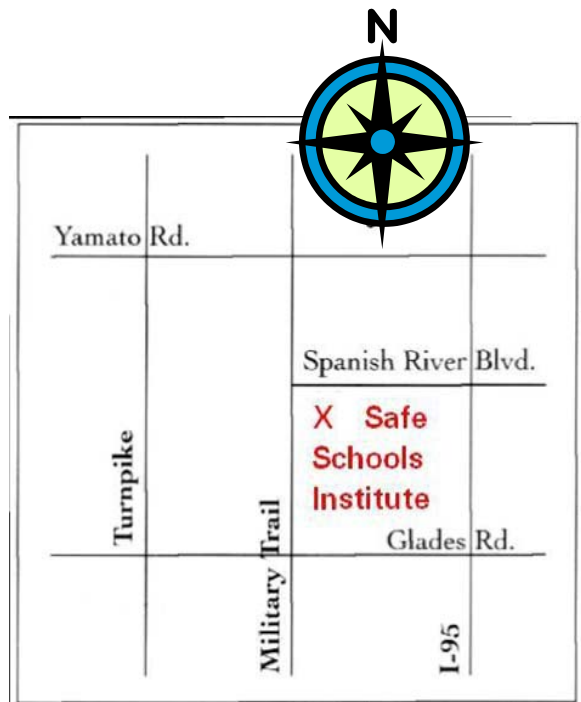 N
Yamato Rd.
Spanish River Blvd.
X Safe
Schools
Institute
Turnpike
Glades Rd.
Military Trail
I-95